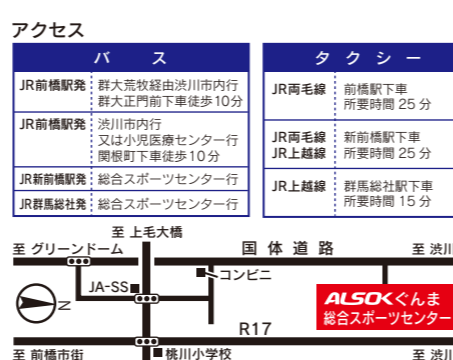 アクセス
バス
JR前橋駅発 群大荒牧経由渋川市内行
群大正門前下車徒歩10分
JR前橋駅発 渋川市内行
又は小児医療センター行
関根町下車徒歩10分
JR新前橋駅発 総合スポーツセンター行
JR群馬総社発 総合スポーツセンター行
タクシー
JR両毛線 前橋駅下車
所要時間 25 分
JR両毛線 新前橋駅下車
JR上越線 所要時間 25 分
JR上越線 群馬総社駅下車
所要時間 15 分
至 上毛大橋
至 グリーンドーム
国体道路
至 渋川
コンビニ
JA-SS
N
ALSOKぐんま
総合スポーツセンター
R17
至 前橋市街
桃川小学校
至 渋川